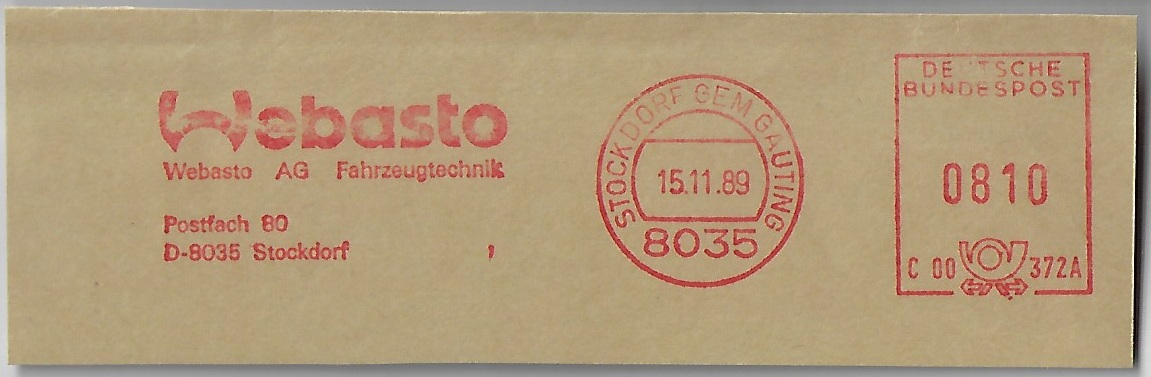 Webasto
Webasto AG Fahrzeugtechnik
Postfach 80
D-8035 Stockdorf
STOCKDORF GEM GAUTING
15.11.89
8035
DEUTSCHE
BUNDESPOST
0810
C 00 372A